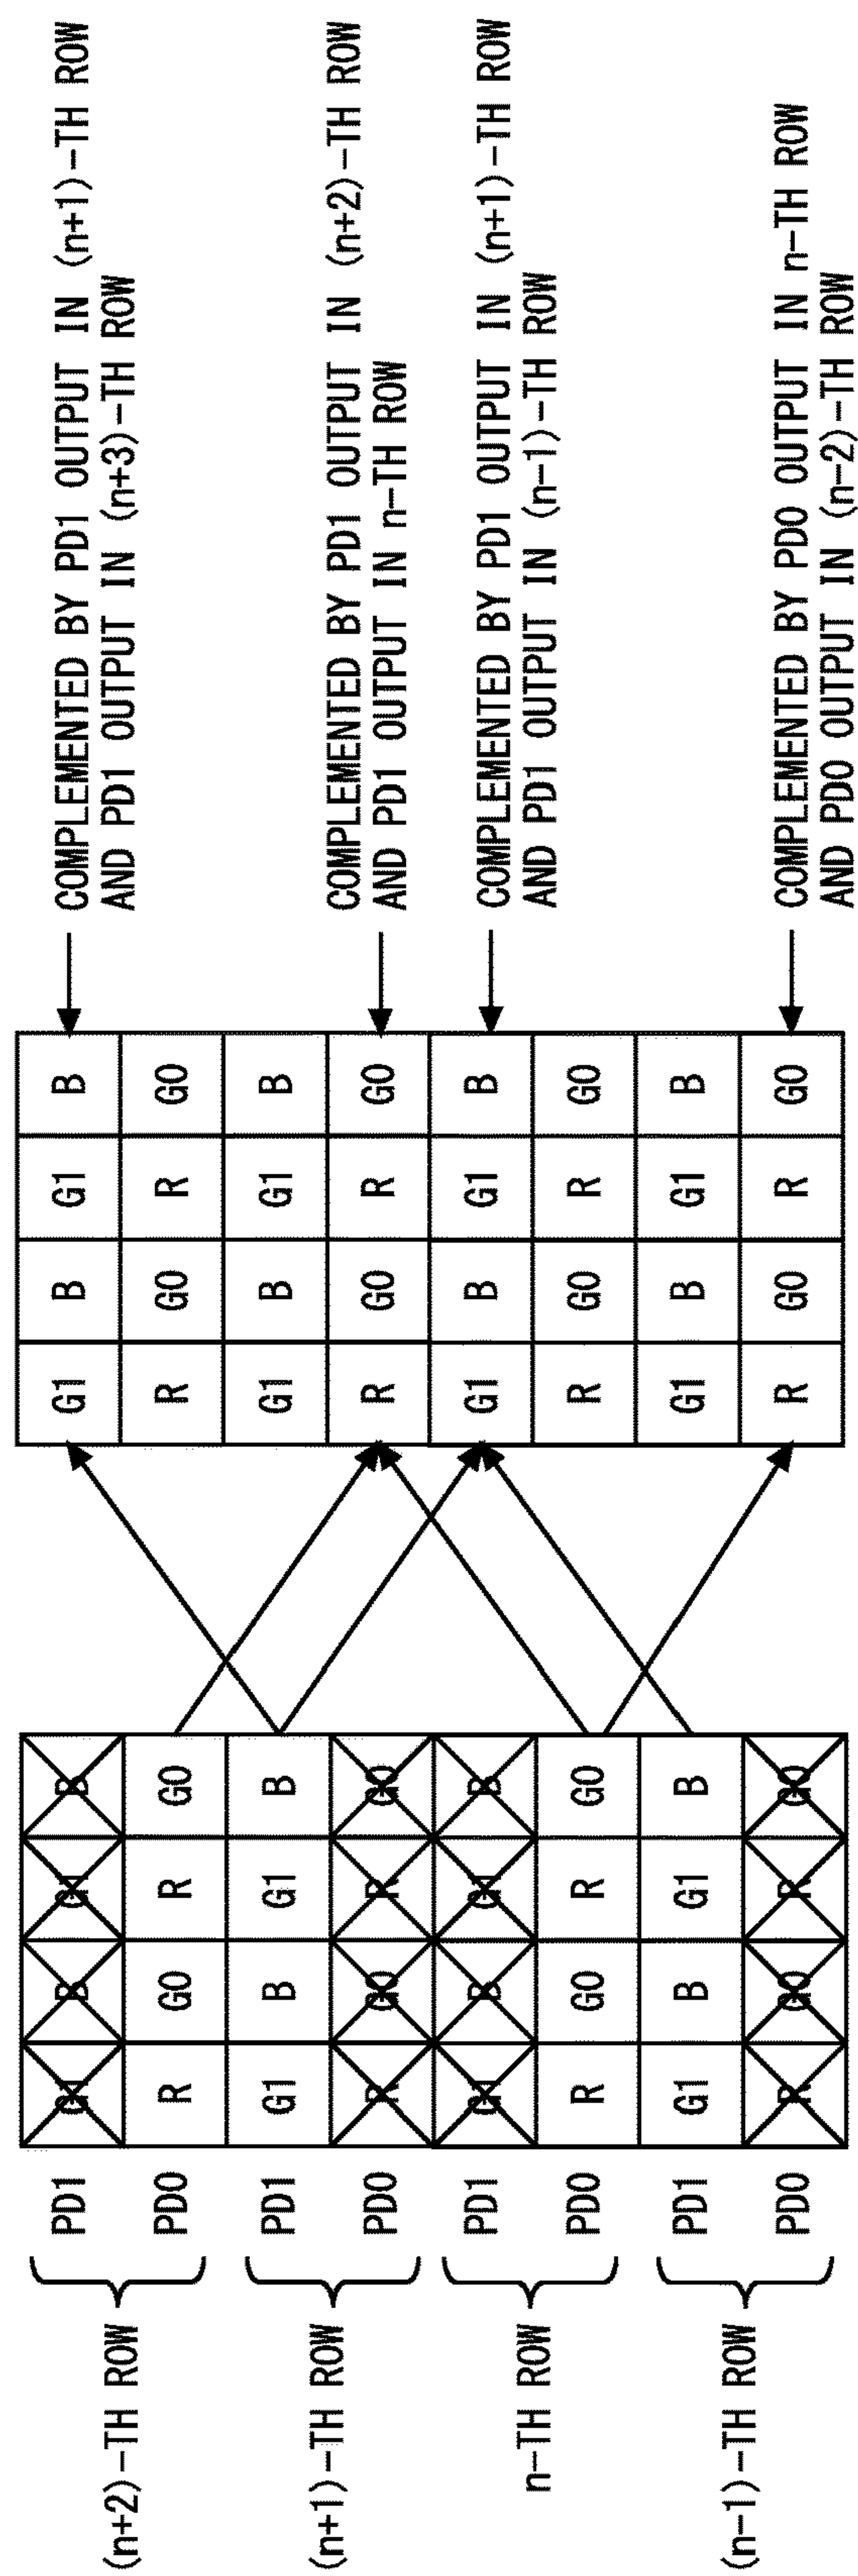 (n+2)-TH ROW
(n+1)-TH ROW
n-TH ROW
(n-1)-TH ROW
PD1
PD0
PD1
PD0
PD1
PD0
PD1
PD0
G1 B G1 B
R G0 R G0
G1 B G1 B
R G0 R G0
G1 B G1 B
R G0 R G0
G1 B G1 B
R G0 R G0
G1 B G1 B
R G0 R G0
G1 B G1 B
R G0 R G0
G1 B G1 B
R G0 R G0
G1 B G1 B
R G0 R G0
COMPLEMENTED BY PD1 OUTPUT IN (n+1)-TH ROW
AND PD1 OUTPUT IN (n+3)-TH ROW
COMPLEMENTED BY PD1 OUTPUT IN (n+2)-TH ROW
AND PD1 OUTPUT IN n-TH ROW
COMPLEMENTED BY PD1 OUTPUT IN (n+1)-TH ROW
AND PD1 OUTPUT IN (n-1)-TH ROW
COMPLEMENTED BY PD0 OUTPUT IN n-TH ROW
AND PD0 OUTPUT IN (n-2)-TH ROW